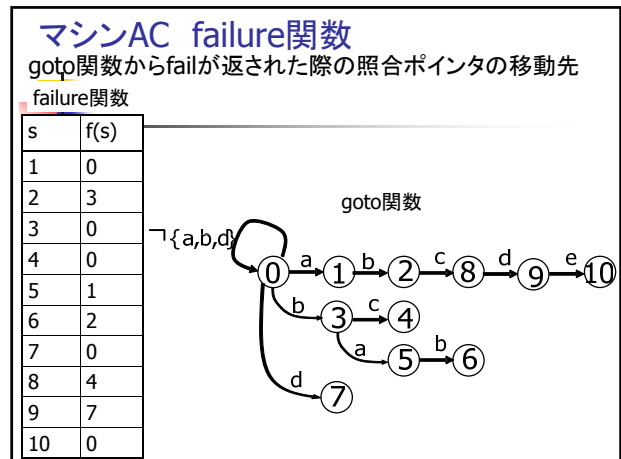 マシンAC failure関数
goto関数からfailが返された際の照合ポインタの移動先
failure関数
s f(s)
1 0
2 3
3 0
4 0
5 1
6 2
7 0
8 4
9 7
10 0
goto関数
￢{a,b,d}
0 a 1 b 2 c 8 d 9 e 10
b 3 c 4
a 5 b 6
d 7